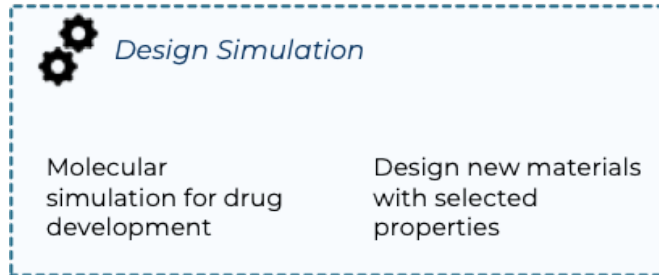 Design Simulation
Molecular
simulation for drug
development
Design new materials
with selected
properties